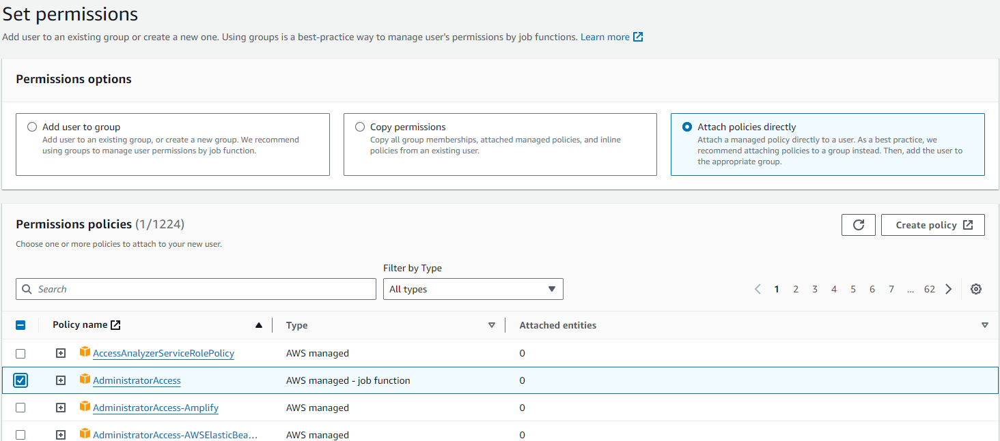 Set permissions
Add user to an existing group or create a new one. Using groups is a best-practice way to manage user's permissions by job functions. Learn more
Permissions options
Add user to group
Add user to an existing group, or create a new group. We recommend
using groups to manage user permissions by job function.
Copy permissions
Copy all group memberships, attached managed policies, and inline
policies from an existing user.
Attach policies directly
Attach a managed policy directly to a user. As a best practice, we
recommend attaching policies to a group instead. Then, add the user to
the appropriate group.
Permissions policies (1/1224)
Create policy
Choose one or more policies to attach to your new user.
Filter by Type
Search
All types
1 2 3 4 5 6 7 ... 62
Policy name Type Attached entities
AccessAnalyzerServiceRolePolicy AWS managed 0
AdministratorAccess AWS managed - job function 0
AdministratorAccess-Amplify AWS managed 0
AdministratorAccess-AWSElasticBea... AWS managed 0